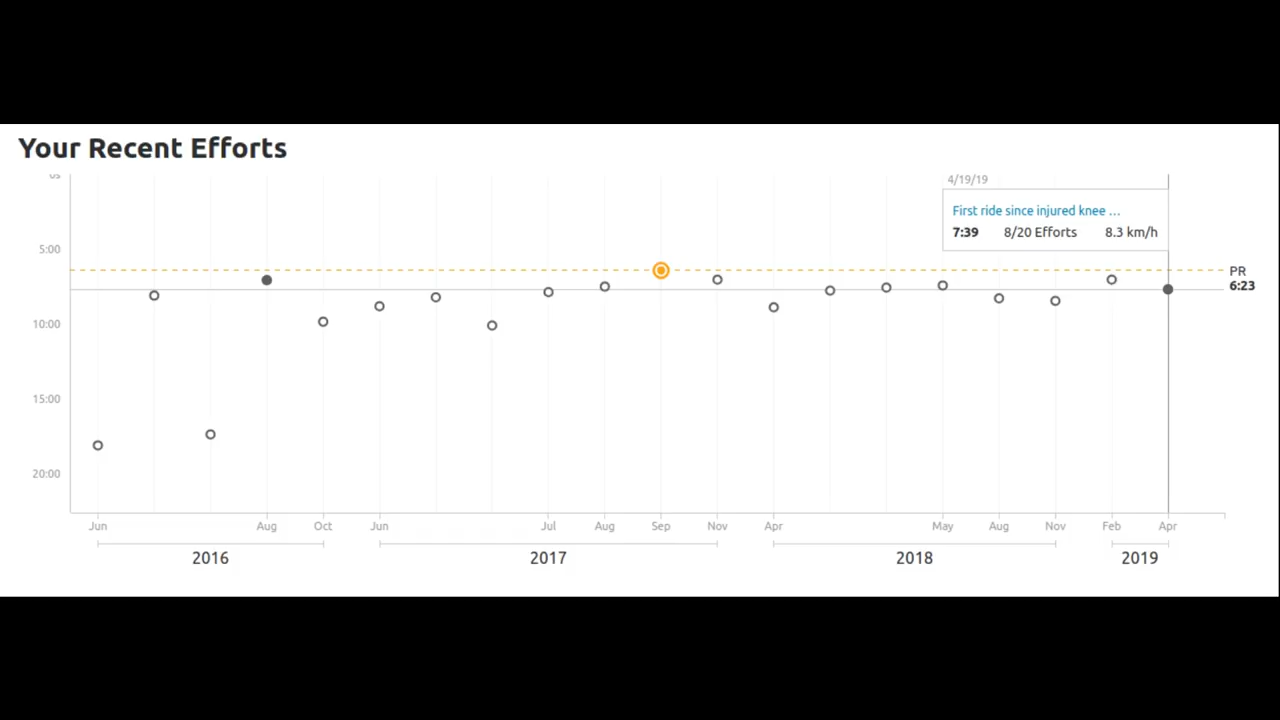 Your Recent Efforts
0s
4/19/19
First ride since injured knee ...
7:39 8/20 Efforts 8.3 km/h
5:00
PR
6:23
10:00
15:00
20:00
Jun Aug Oct Jun Jul Aug Sep Nov Apr May Aug Nov Feb Apr
2016 2017 2018 2019